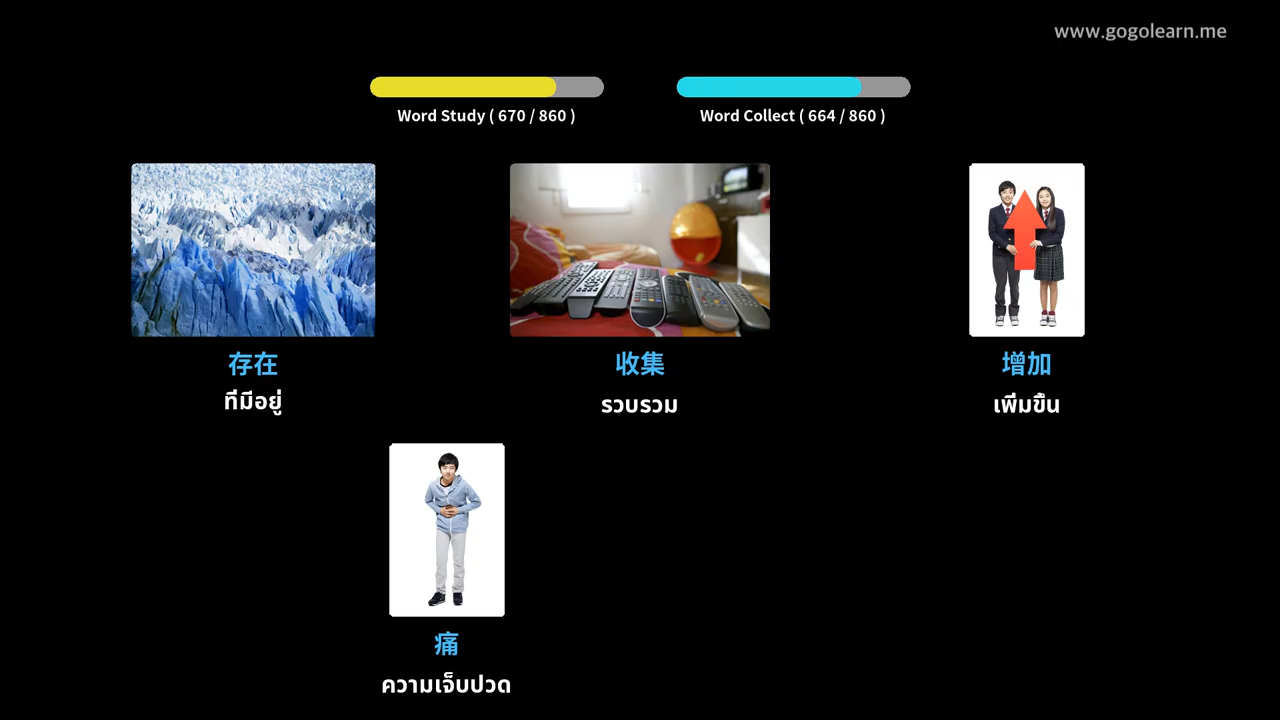 www.gogolearn.me
Word Study ( 670 / 860 )
Word Collect ( 664 / 860 )
存在
ที่มีอยู่
收集
รวบรวม
增加
เพิ่มขึ้น
痛
ความเจ็บปวด